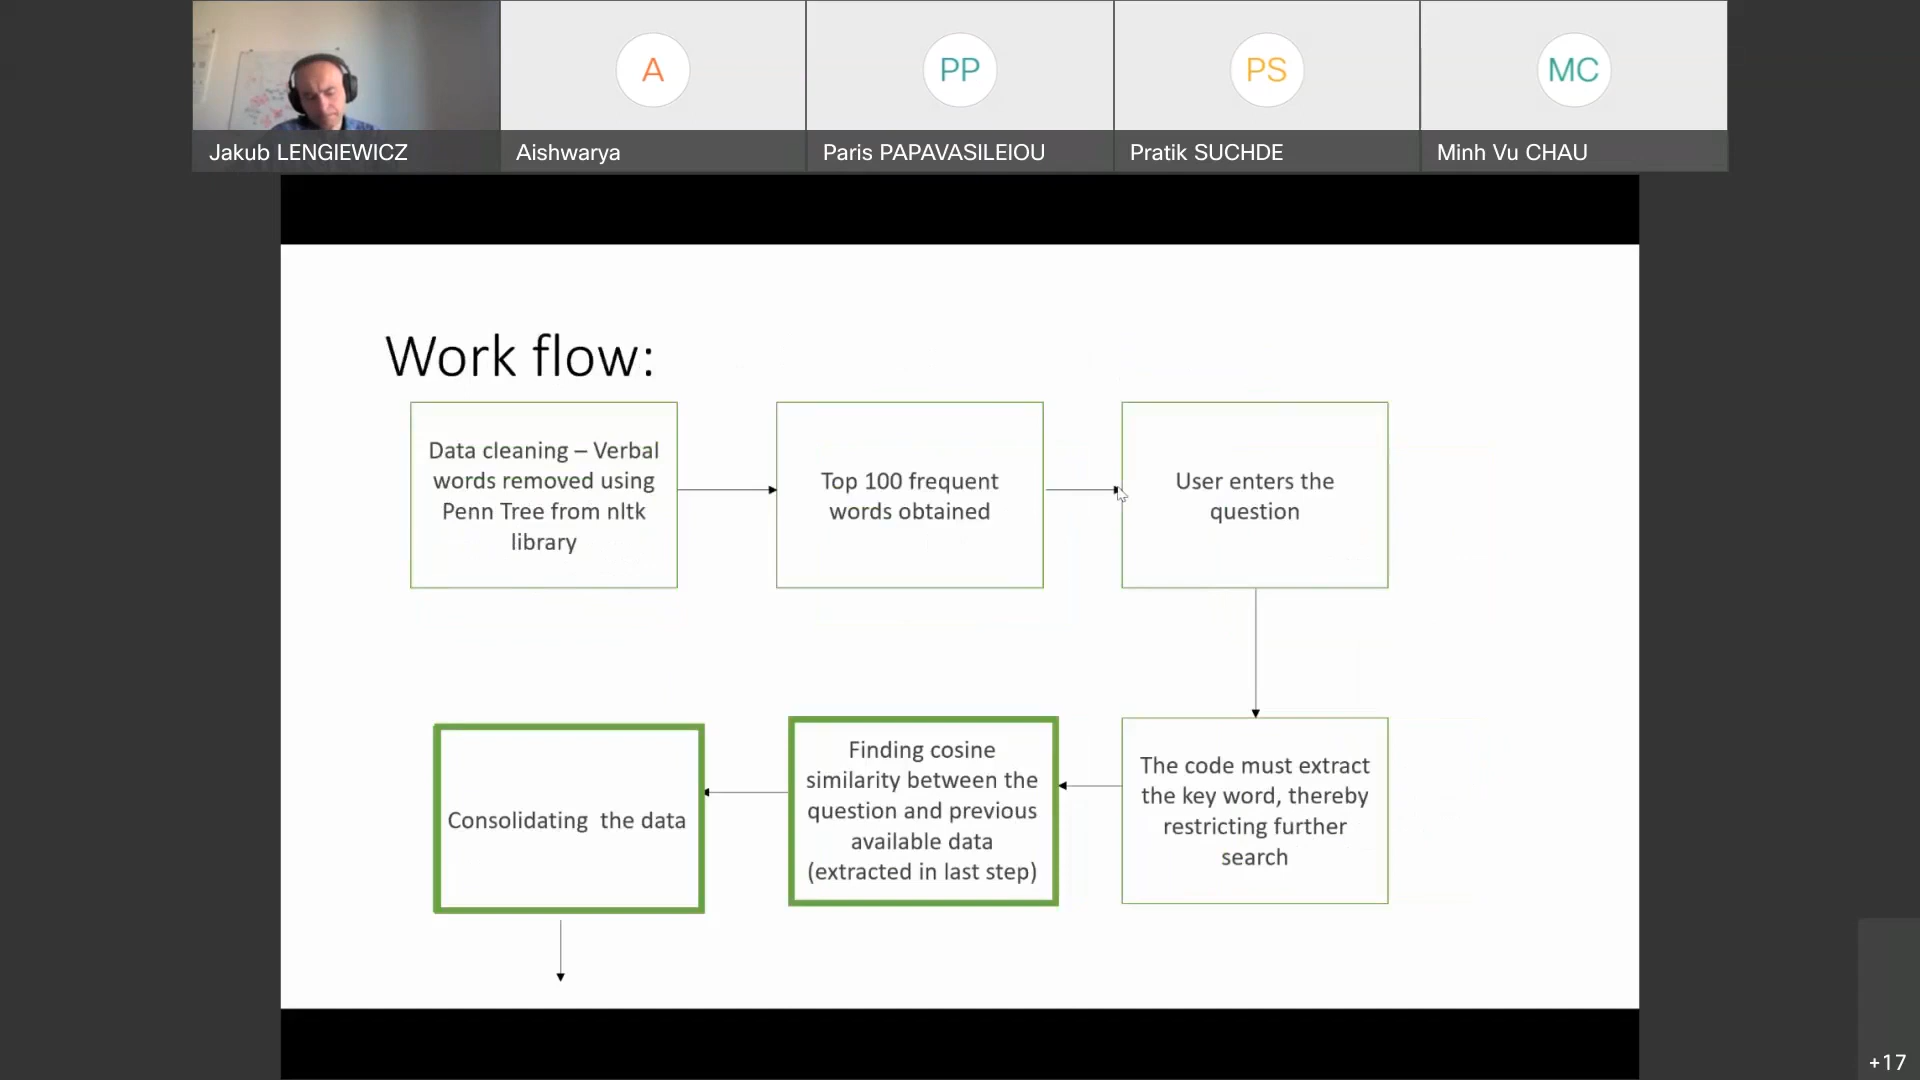 A
PP
PS
MC
Jakub LENGIEWICZ
Aishwarya
Paris PAPAVASILEIOU
Pratik SUCHDE
Minh Vu CHAU
Work flow:
Data cleaning – Verbal
words removed using
Penn Tree from nltk
library
Top 100 frequent
words obtained
User enters the
question
The code must extract
the key word, thereby
restricting further
search
Finding cosine
similarity between the
question and previous
available data
(extracted in last step)
Consolidating  the data
+17